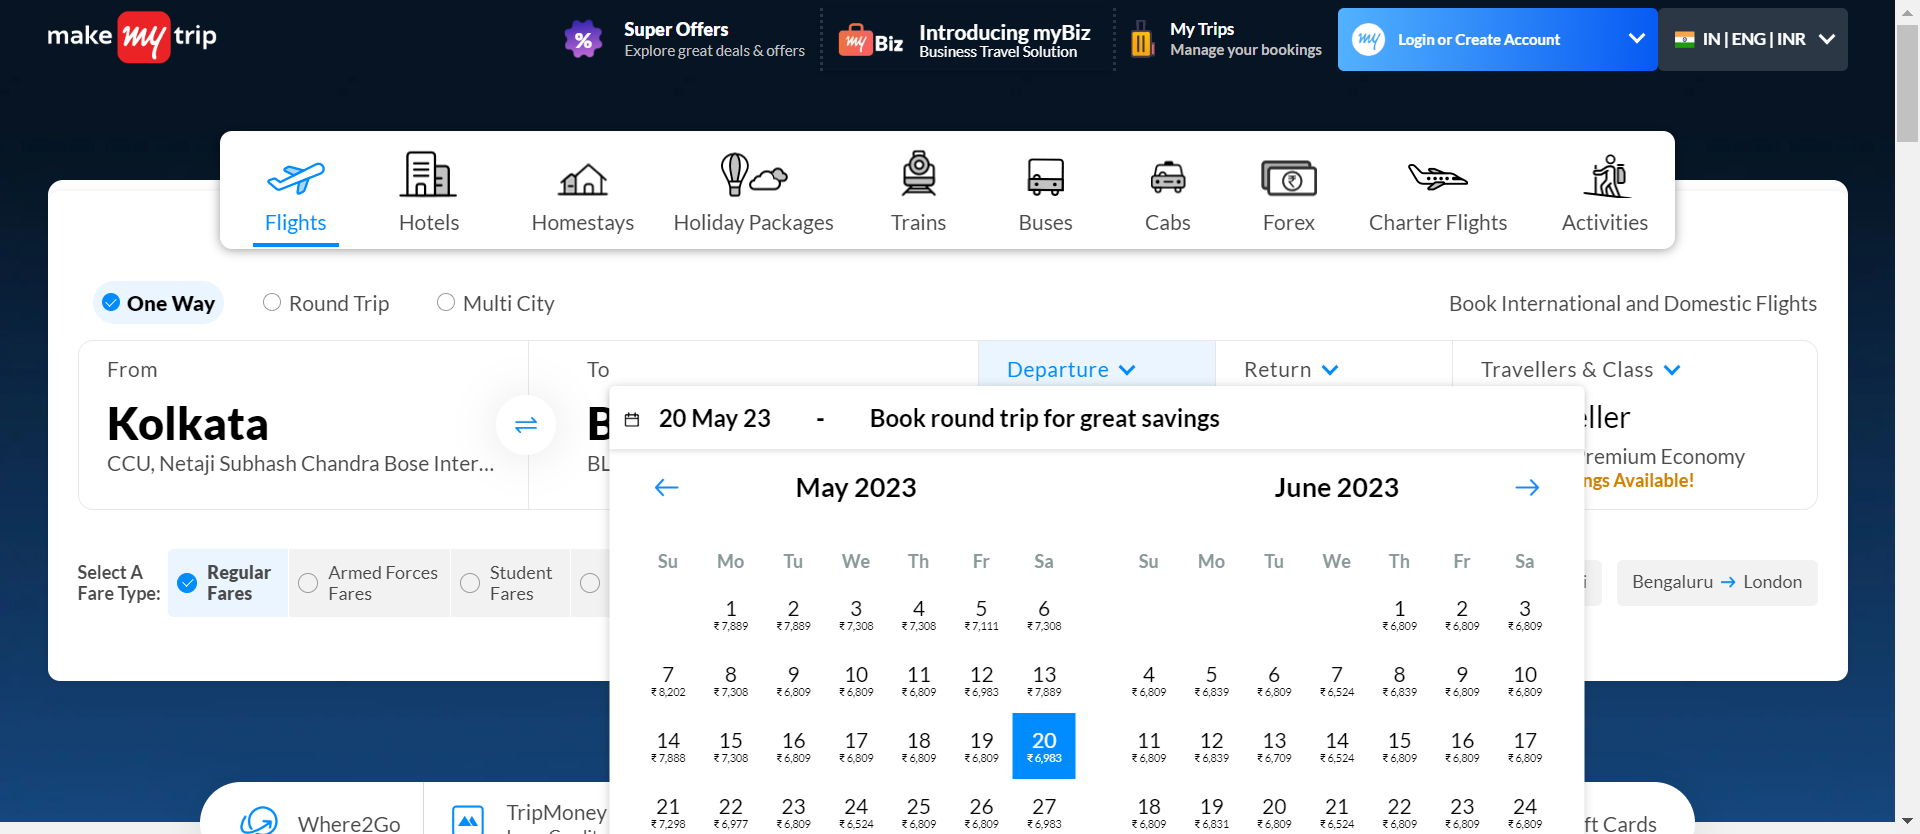 make my trip
Super Offers
Explore great deals & offers
my Biz
Introducing myBiz
Business Travel Solution
My Trips
Manage your bookings
my Login or Create Account
IN | ENG | INR
Flights
Hotels
Homestays
Holiday Packages
Trains
Buses
Cabs
Forex
Charter Flights
Activities
One Way
Round Trip
Multi City
Book International and Domestic Flights
From
Kolkata
CCU, Netaji Subhash Chandra Bose Inter...
To
B
BL
Departure
Return
Travellers & Class
eller
remium Economy
ngs Available!
20 May 23 - Book round trip for great savings
May 2023
Su Mo Tu We Th Fr Sa
1 2 3 4 5 6
₹ 7,889 ₹ 7,889 ₹ 7,308 ₹ 7,308 ₹ 7,111 ₹ 7,308
7 8 9 10 11 12 13
₹ 8,202 ₹ 7,308 ₹ 6,809 ₹ 6,809 ₹ 6,809 ₹ 6,983 ₹ 7,889
14 15 16 17 18 19 20
₹ 7,888 ₹ 7,308 ₹ 6,809 ₹ 6,809 ₹ 6,809 ₹ 6,809 ₹ 6,983
21 22 23 24 25 26 27
₹ 7,298 ₹ 6,977 ₹ 6,809 ₹ 6,524 ₹ 6,809 ₹ 6,809 ₹ 6,983
June 2023
Su Mo Tu We Th Fr Sa
1 2 3
₹ 6,809 ₹ 6,809 ₹ 6,809
4 5 6 7 8 9 10
₹ 6,809 ₹ 6,839 ₹ 6,809 ₹ 6,524 ₹ 6,839 ₹ 6,809 ₹ 6,809
11 12 13 14 15 16 17
₹ 6,809 ₹ 6,839 ₹ 6,709 ₹ 6,524 ₹ 6,809 ₹ 6,809 ₹ 6,809
18 19 20 21 22 23 24
₹ 6,809 ₹ 6,831 ₹ 6,809 ₹ 6,524 ₹ 6,809 ₹ 6,809 ₹ 6,809
Select A
Fare Type:
Regular
Fares
Armed Forces
Fares
Student
Fares
i
Bengaluru → London
Where2Go
TripMoney
ft Cards